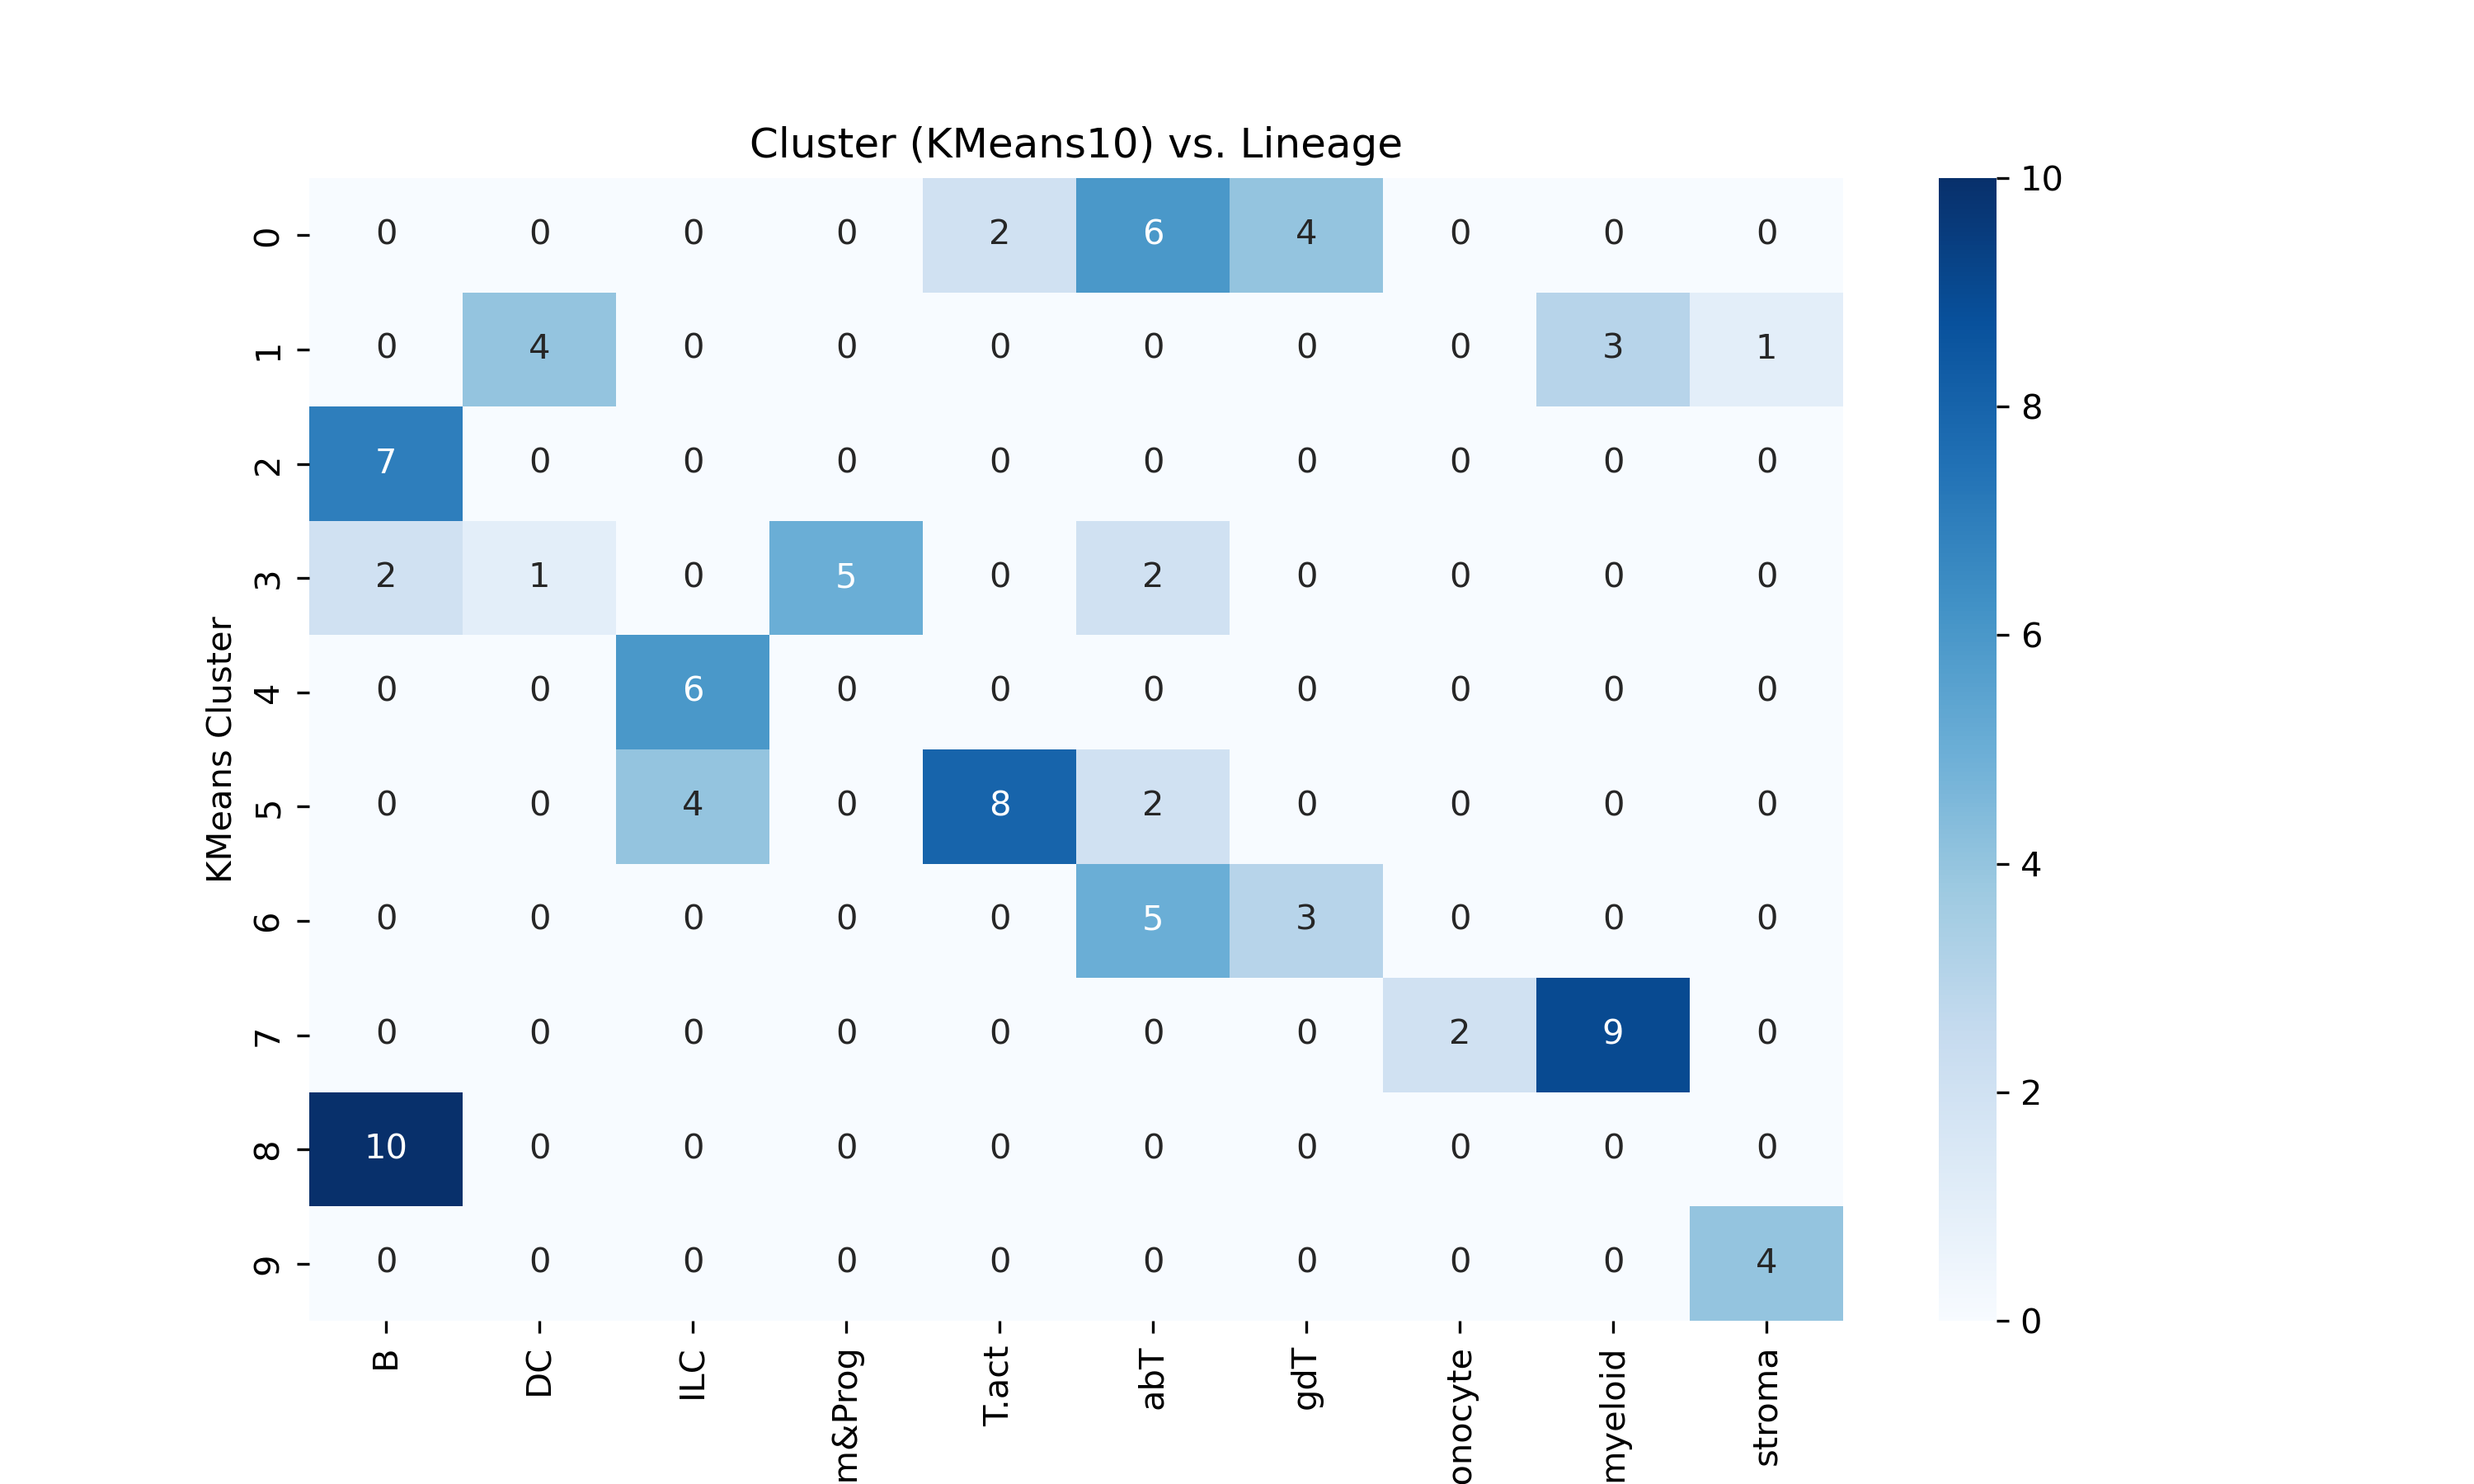 Cluster (KMeans10) vs. Lineage
0 0 0 0 0 2 6 4 0 0 0
1 0 4 0 0 0 0 0 0 3 1
2 7 0 0 0 0 0 0 0 0 0
3 2 1 0 5 0 2 0 0 0 0
4 0 0 6 0 0 0 0 0 0 0
5 0 0 4 0 8 2 0 0 0 0
6 0 0 0 0 0 5 3 0 0 0
7 0 0 0 0 0 0 0 2 9 0
8 10 0 0 0 0 0 0 0 0 0
9 0 0 0 0 0 0 0 0 0 4
KMeans Cluster
B DC ILC m&Prog T.act abT gdT onocyte myeloid stroma
10
8
6
4
2
0